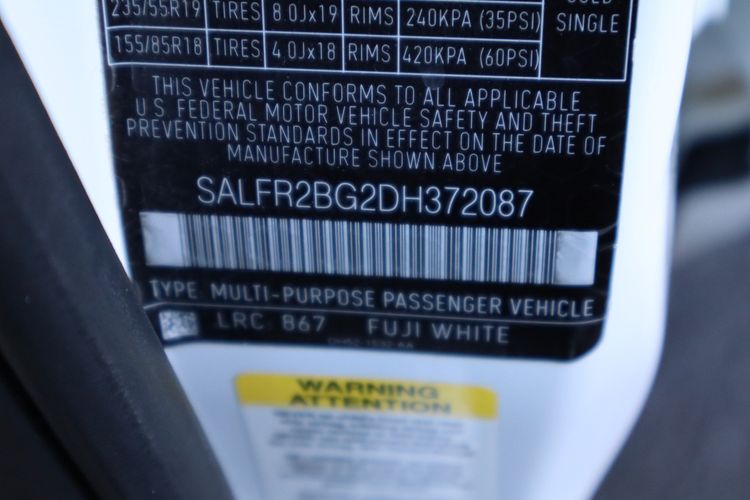 235/55R19 TIRES 8.0Jx19 RIMS 240KPA (35PSI)
SINGLE
155/85R18 TIRES 4.0Jx18 RIMS 420KPA (60PSI)
THIS VEHICLE CONFORMS TO ALL APPLICABLE
U.S. FEDERAL MOTOR VEHICLE SAFETY AND THEFT
PREVENTION STANDARDS IN EFFECT ON THE DATE OF
MANUFACTURE SHOWN ABOVE
SALFR2BG2DH372087
TYPE MULTI-PURPOSE PASSENGER VEHICLE
LRC 867 FUJI WHITE
WARNING
ATTENTION